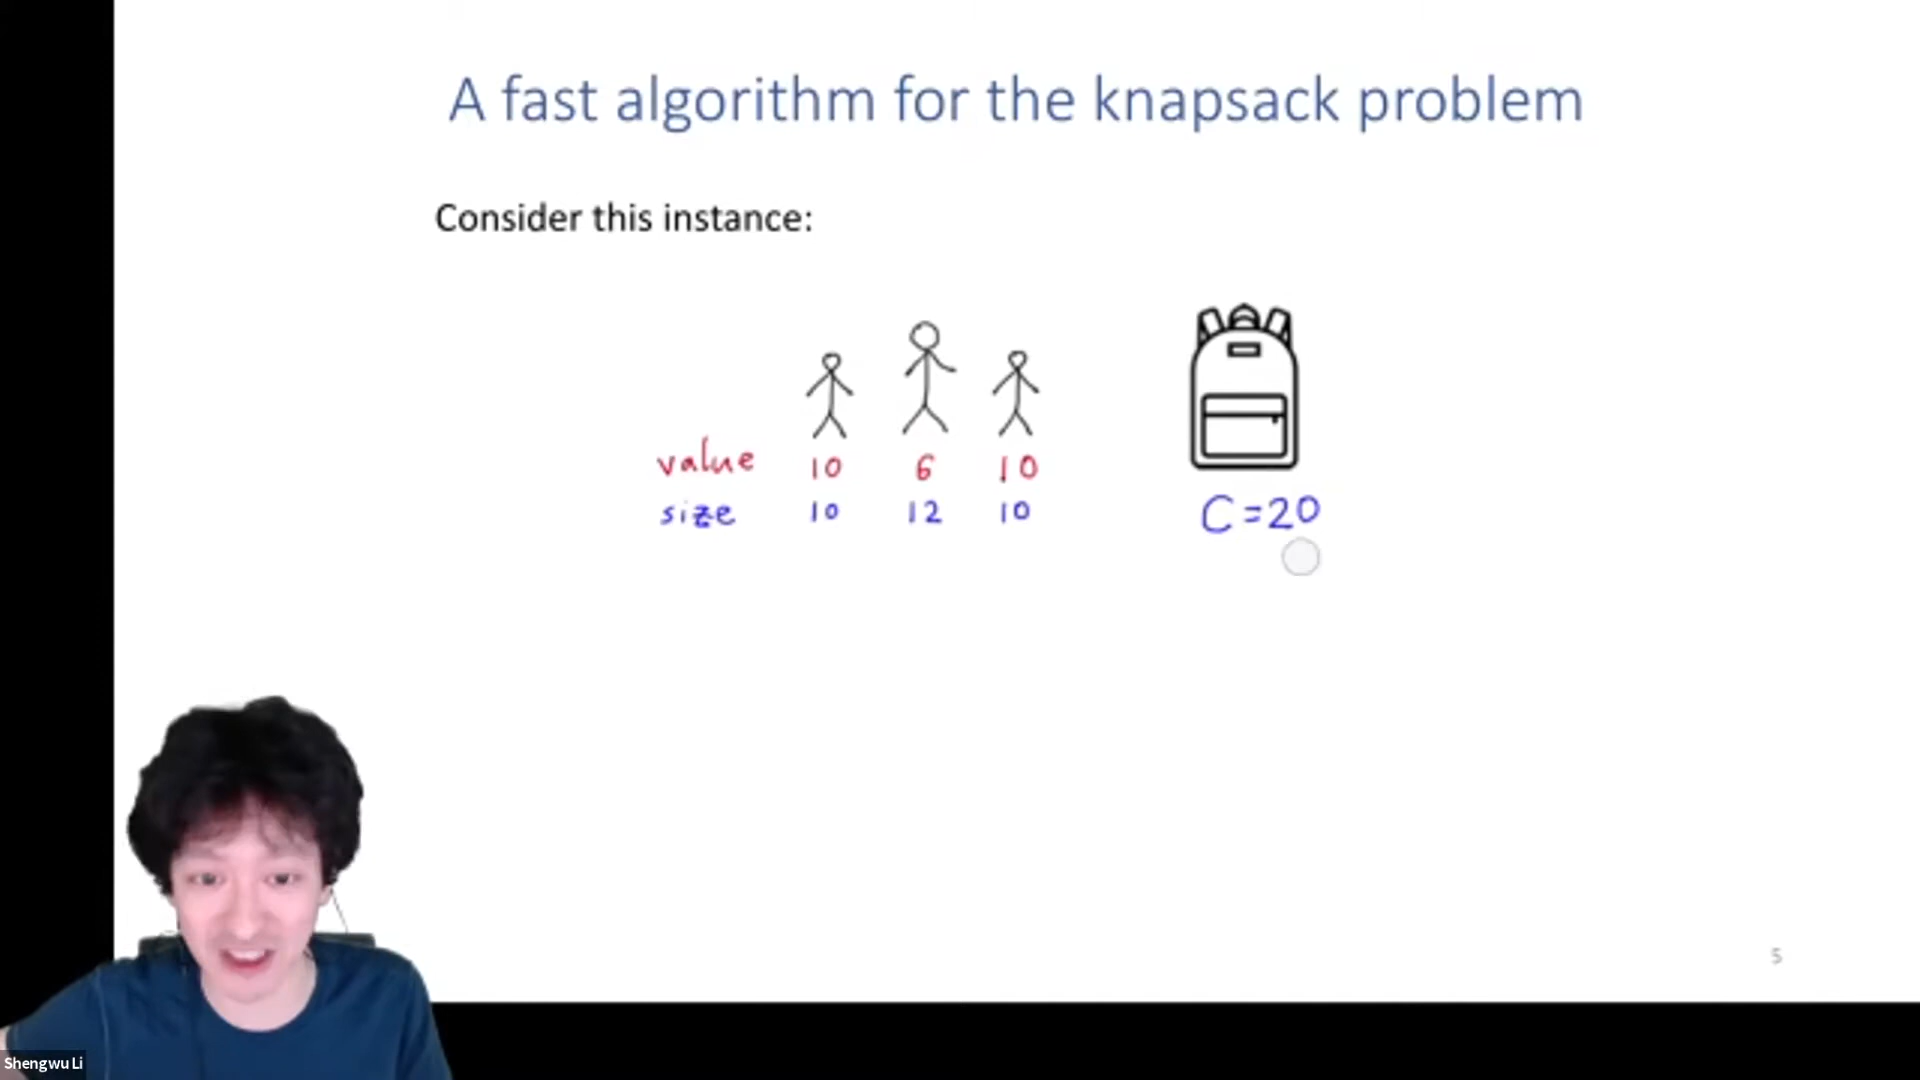 A fast algorithm for the knapsack problem
Consider this instance:
value 10 6 10
size 10 12 10
C=20
5
Shengwu Li